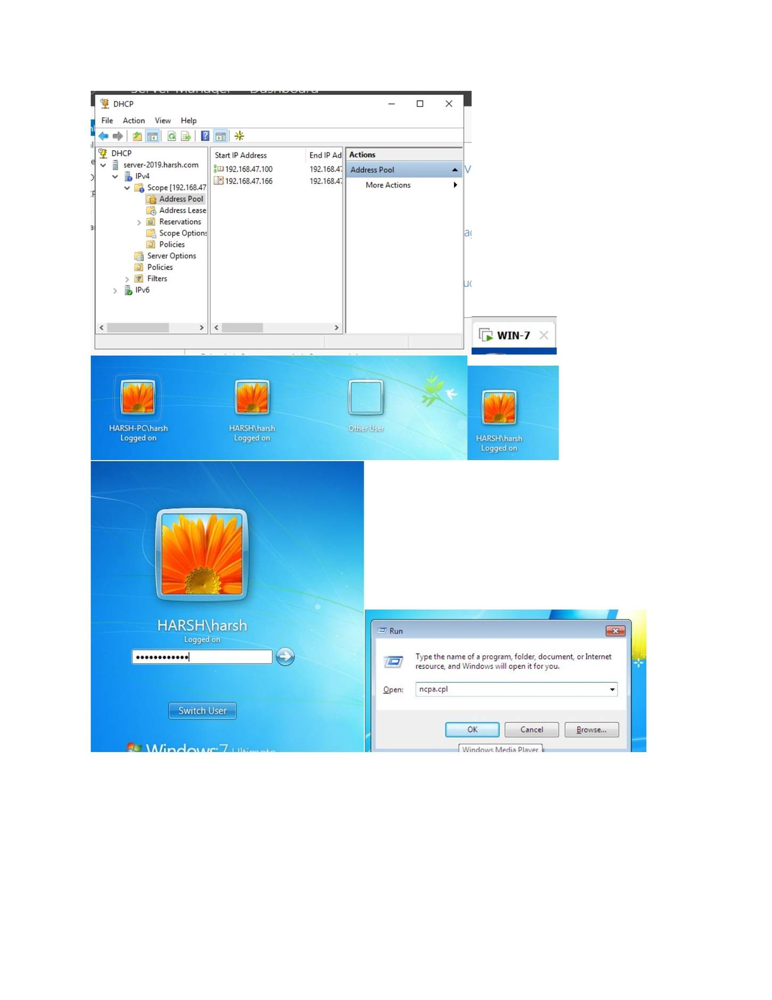 Server Manager Dashboard
DHCP
File Action View Help
DHCP
server-2019.harsh.com
IPv4
Scope [192.168.47
Address Pool
Address Lease
Reservations
Scope Options
Policies
Server Options
Policies
Filters
IPv6
Start IP Address End IP Ad
192.168.47.100 192.168.47
192.168.47.166 192.168.47
Actions
Address Pool
More Actions
WIN-7
HARSH-PC\harsh
Logged on
HARSH\harsh
Logged on
Other User
HARSH\harsh
Logged on
HARSH\harsh
Logged on
Switch User
Windows 7 Ultimate
Run
Type the name of a program, folder, document, or Internet
resource, and Windows will open it for you.
Open: ncpa.cpl
OK Cancel Browse...
Windows Media Player